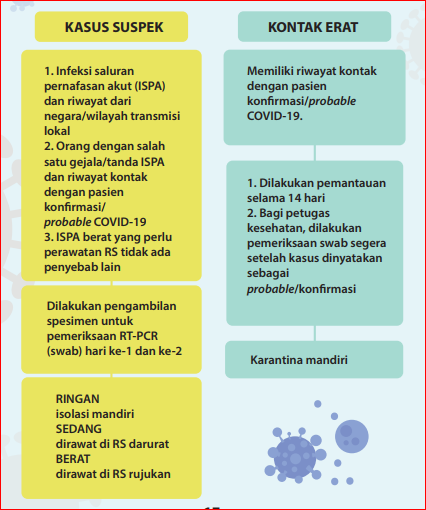 KASUS SUSPEK
1. Infeksi saluran
pernafasan akut (ISPA)
dan riwayat dari
negara/wilayah transmisi
lokal
2. Orang dengan salah
satu gejala/tanda ISPA
dan riwayat kontak
dengan pasien
konfirmasi/
probable COVID-19
3. ISPA berat yang perlu
perawatan RS tidak ada
penyebab lain
Dilakukan pengambilan
spesimen untuk
pemeriksaan RT-PCR
(swab) hari ke-1 dan ke-2
RINGAN
isolasi mandiri
SEDANG
dirawat di RS darurat
BERAT
dirawat di RS rujukan
KONTAK ERAT
Memiliki riwayat kontak
dengan pasien
konfirmasi/probable
COVID-19.
1. Dilakukan pemantauan
selama 14 hari
2. Bagi petugas
kesehatan, dilakukan
pemeriksaan swab segera
setelah kasus dinyatakan
sebagai
probable/konfirmasi
Karantina mandiri